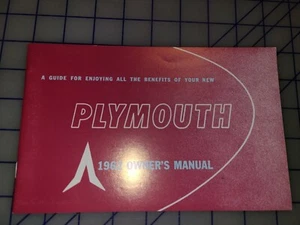 A GUIDE FOR ENJOYING ALL THE BENEFITS OF YOUR NEW
PLYMOUTH
OWNER'S MANUAL